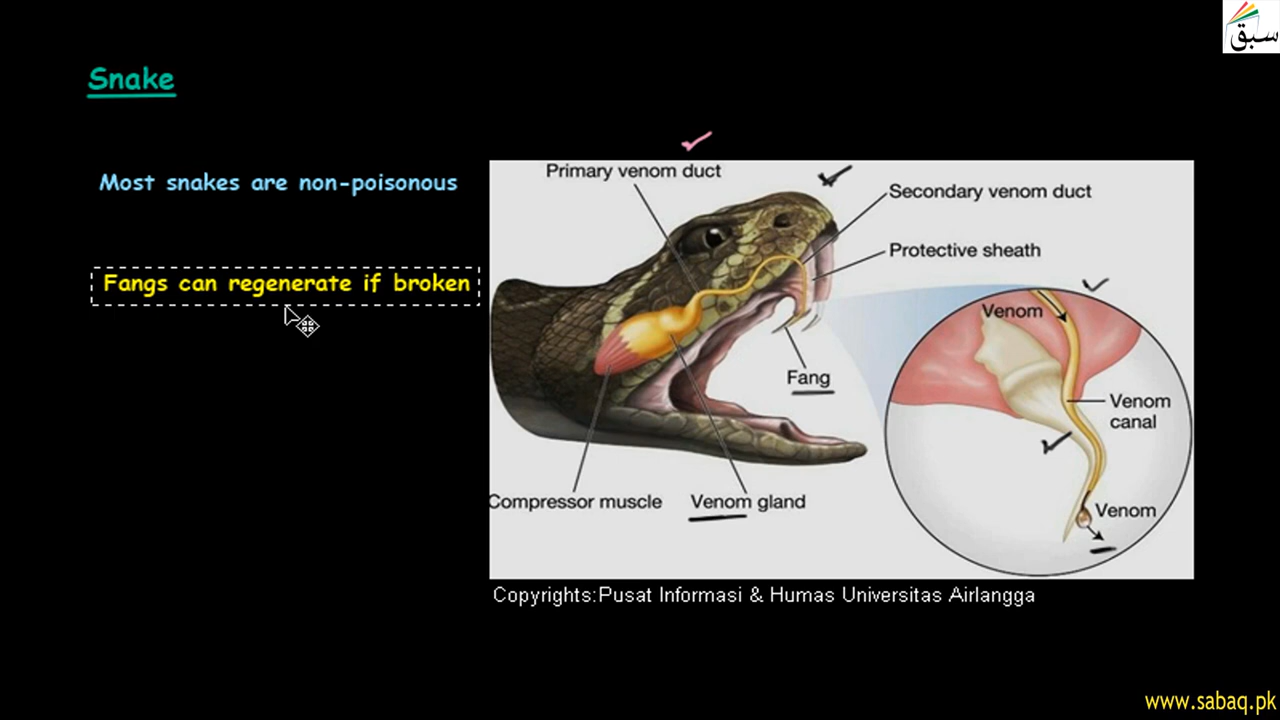 سبق
Snake
Most snakes are non-poisonous
Fangs can regenerate if broken
Primary venom duct
Secondary venom duct
Protective sheath
Fang
Compressor muscle
Venom gland
Venom
Venom
canal
Venom
Copyrights:Pusat Informasi & Humas Universitas Airlangga
www.sabaq.pk